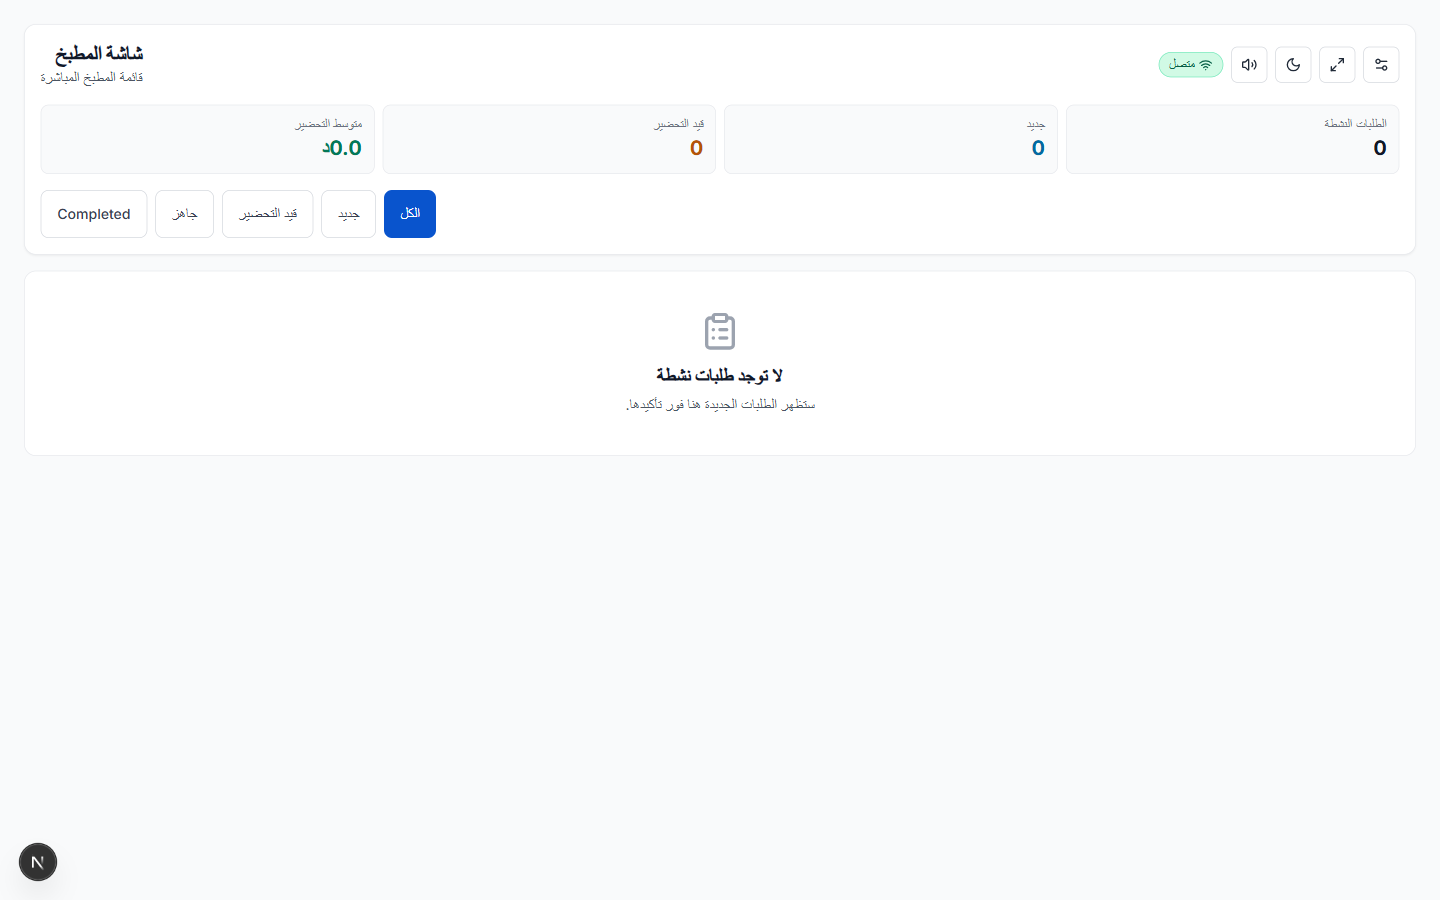 شاشة المطبخ
قائمة المطبخ المباشرة
متصل
الطلبات النشطة
0
جديد
0
قيد التحضير
0
متوسط التحضير
0.0د
الكل
جديد
قيد التحضير
جاهز
Completed
لا توجد طلبات نشطة
ستظهر الطلبات الجديدة هنا فور تأكيدها.
N